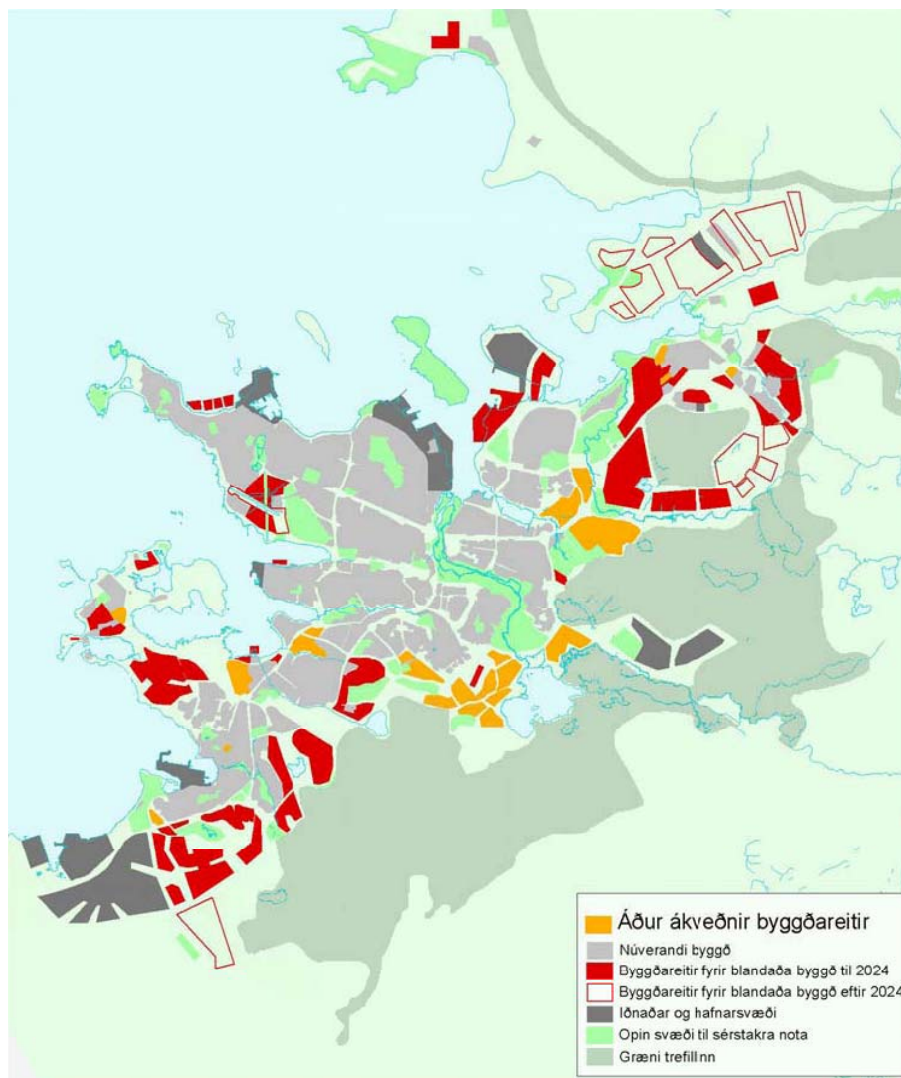 Áður ákveðnir byggðareitir
Núverandi byggð
Byggðareitir fyrir blandaða byggð til 2024
Byggðareitir fyrir blandaða byggð eftir 2024
Iðnaðar og hafnarsvæði
Opin svæði til sérstakra nota
Græni trefillnn